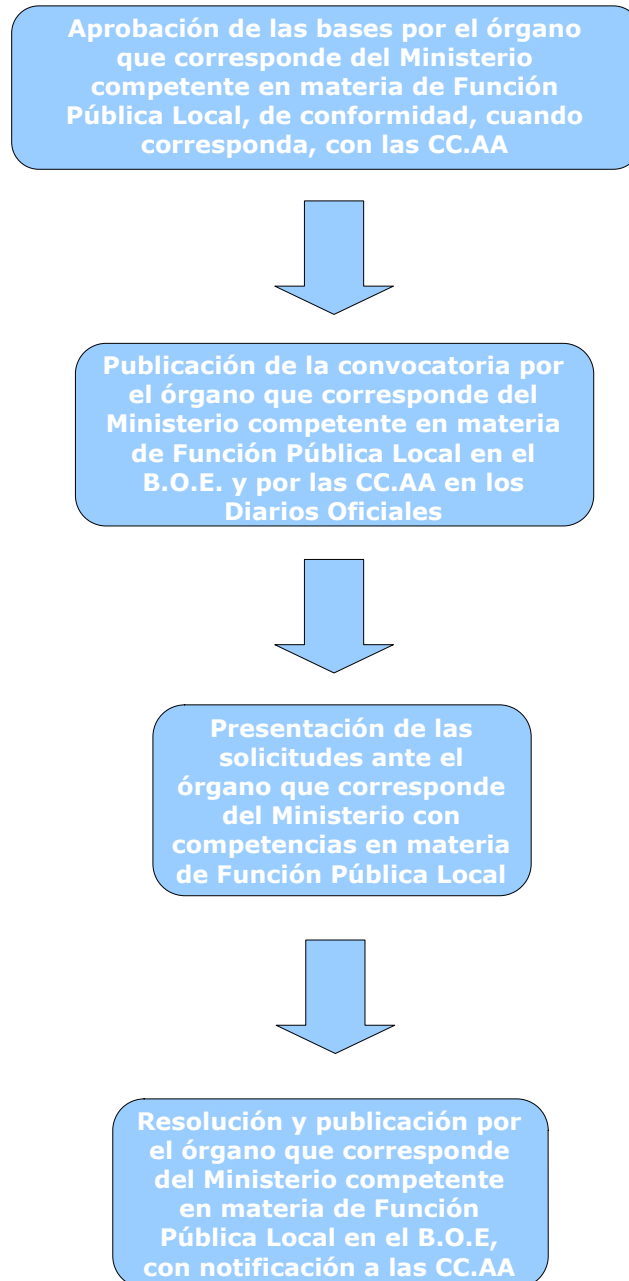 Aprobación de las bases por el órgano
que corresponde del Ministerio
competente en materia de Función
Pública Local, de conformidad, cuando
corresponda, con las CC.AA
Publicación de la convocatoria por
el órgano que corresponde del
Ministerio competente en materia
de Función Pública Local en el
B.O.E. y por las CC.AA en los
Diarios Oficiales
Presentación de las
solicitudes ante el
órgano que corresponde
del Ministerio con
competencias en materia
de Función Pública Local
Resolución y publicación por
el órgano que corresponde
del Ministerio competente
en materia de Función
Pública Local en el B.O.E,
con notificación a las CC.AA